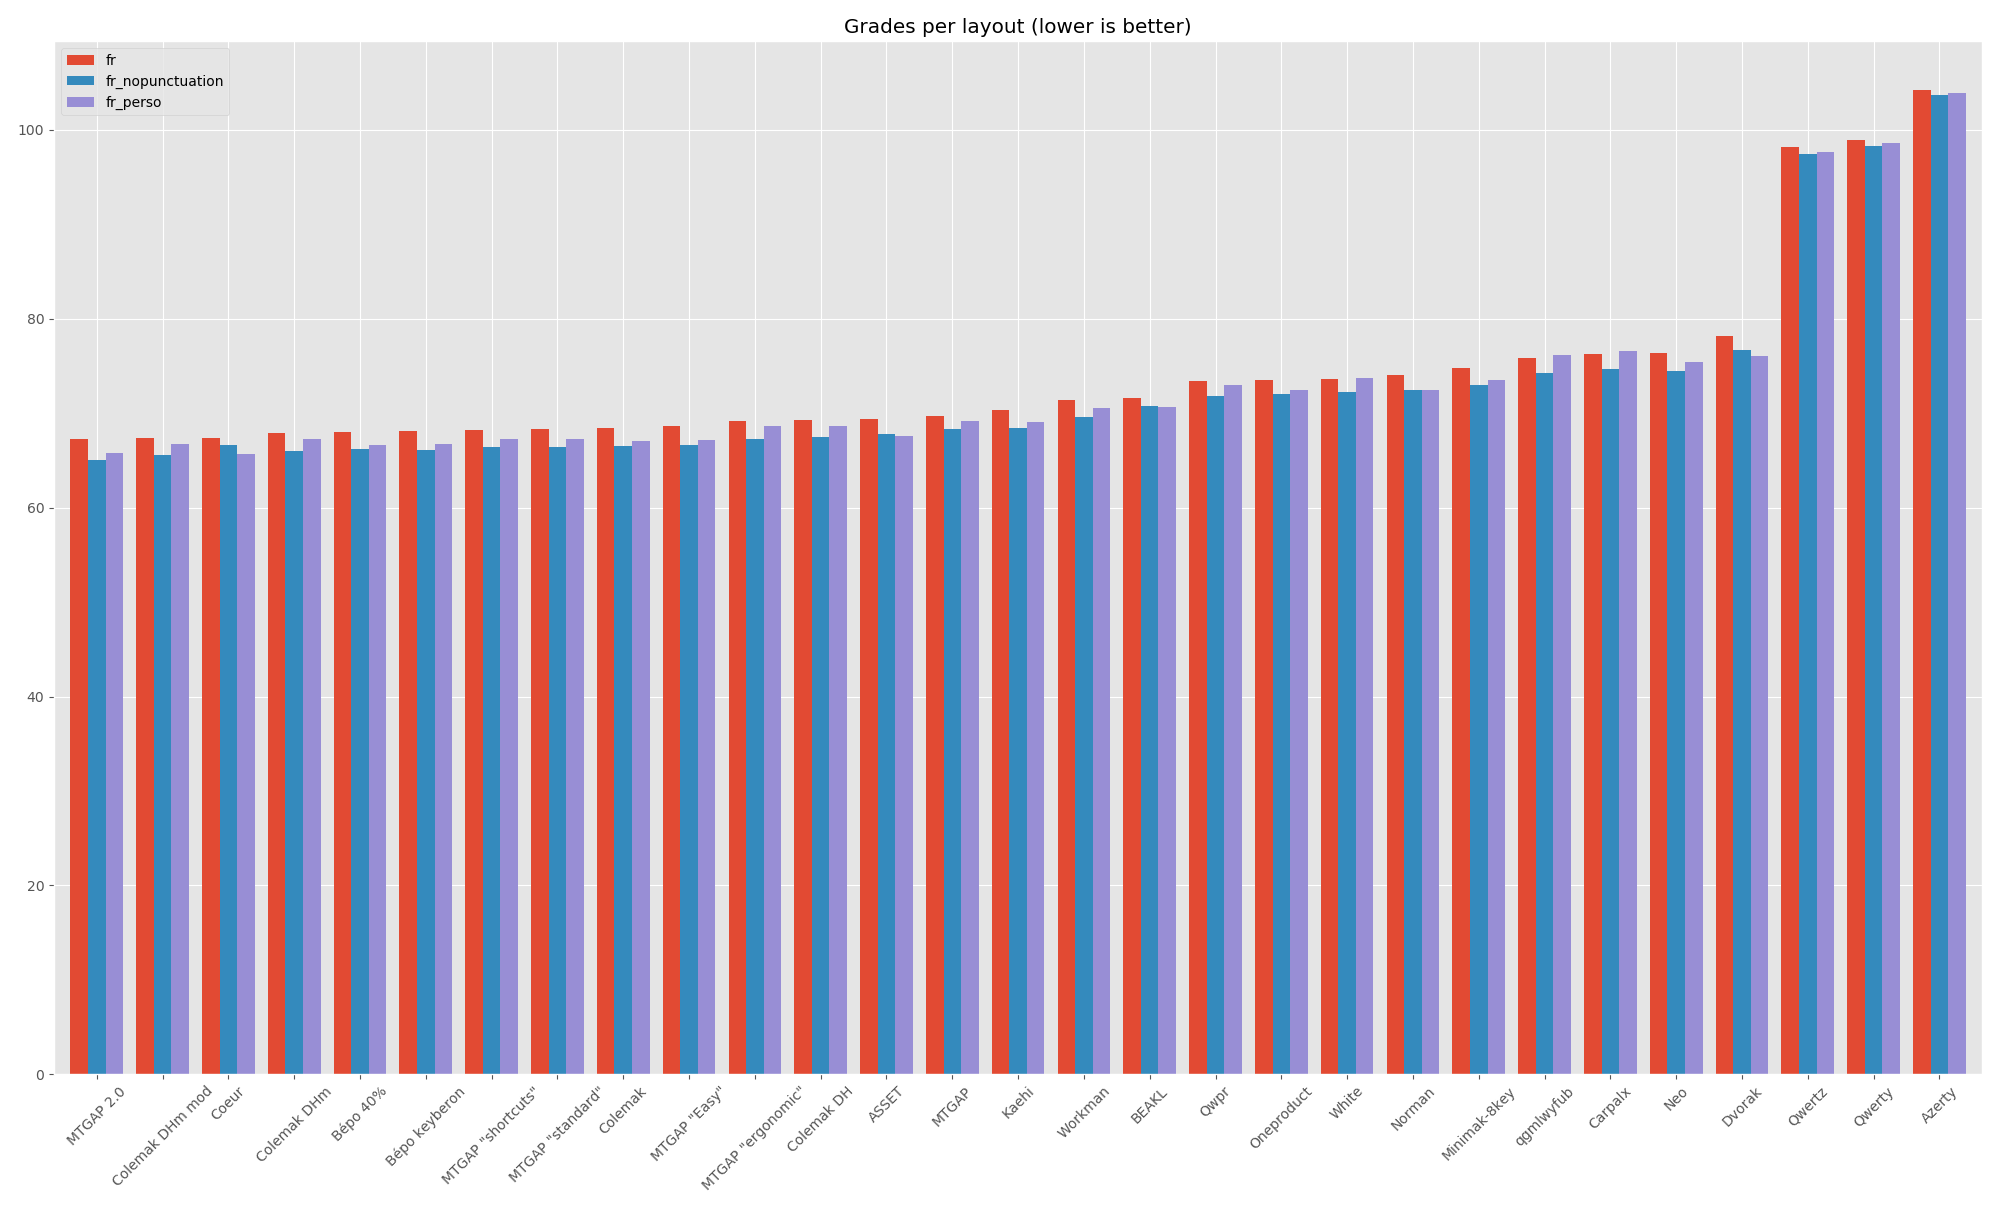 Grades per layout (lower is better)
fr
fr_nopunctuation
fr_perso
100
80
60
40
20
0
MTGAP 2.0
Colemak DHm mod
Coeur
Colemak DHm
Bépo 40%
Bépo keyberon
MTGAP "shortcuts"
MTGAP "standard"
Colemak
MTGAP "Easy"
MTGAP "ergonomic"
Colemak DH
ASSET
MTGAP
Kaehi
Workman
BEAKL
Qwpr
Oneproduct
White
Norman
Minimak-8key
qgmlwyfub
Carpalx
Neo
Dvorak
Qwertz
Qwerty
Azerty